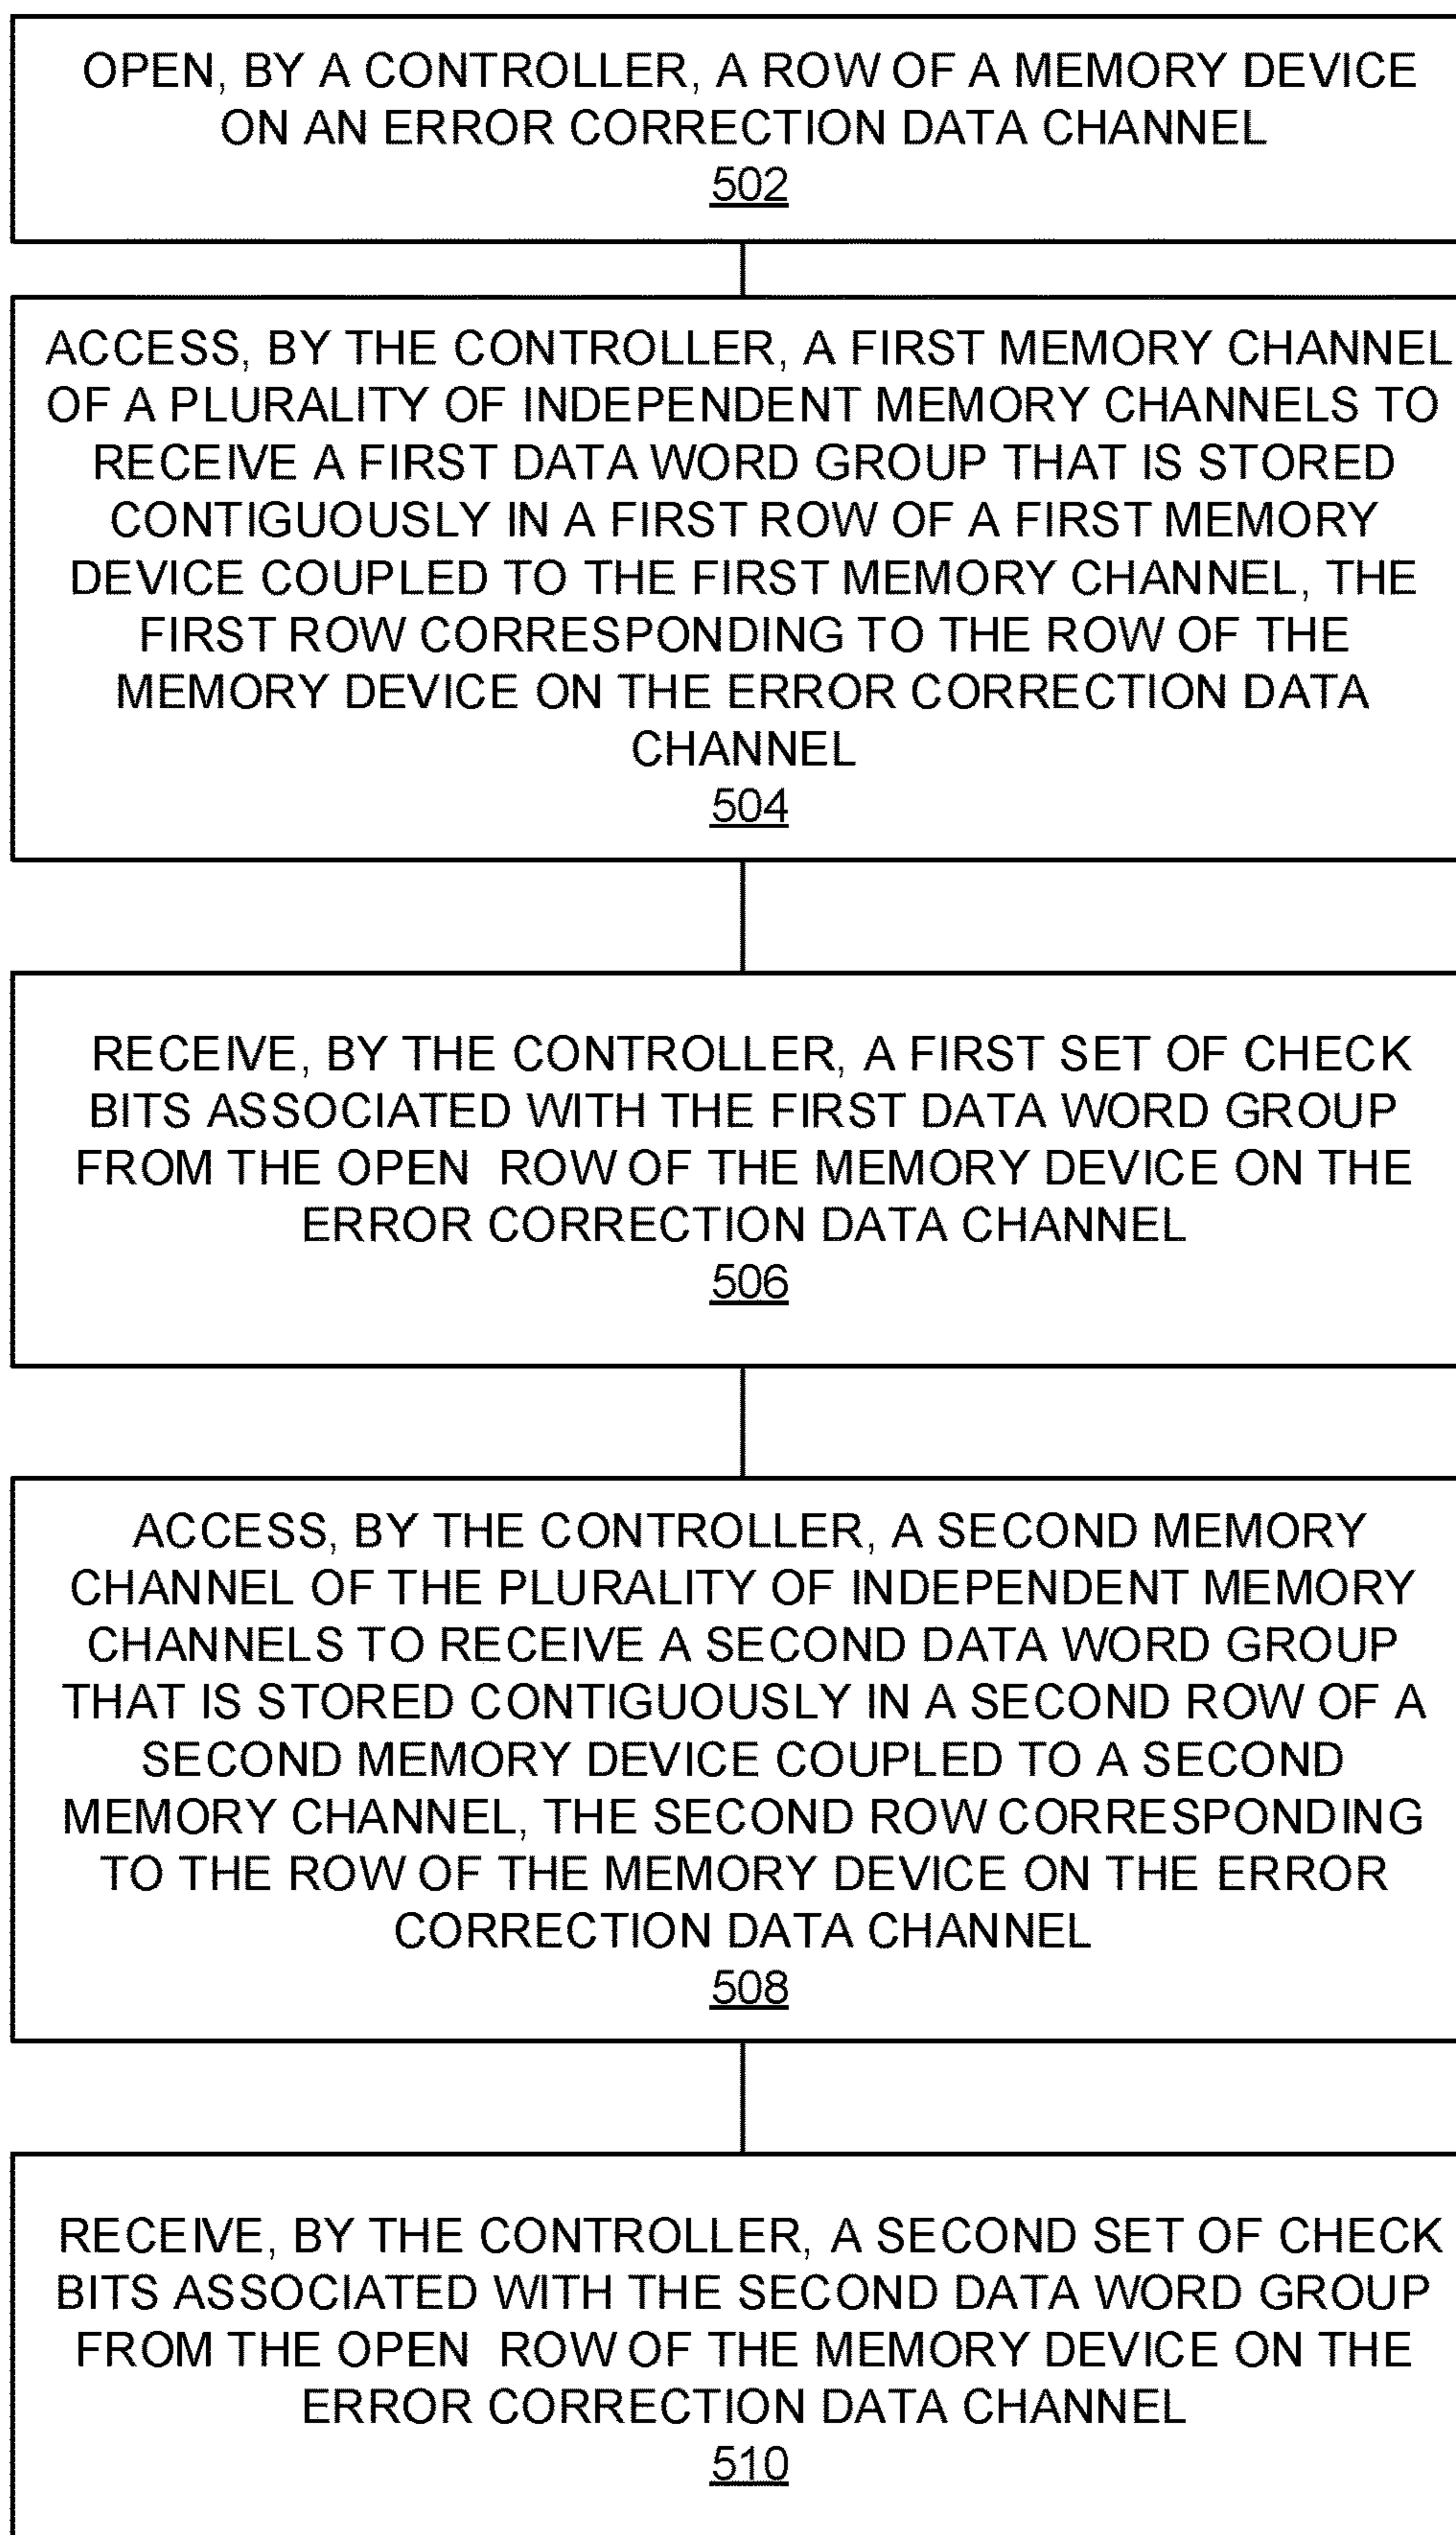 OPEN, BY A CONTROLLER, A ROW OF A MEMORY DEVICE
ON AN ERROR CORRECTION DATA CHANNEL
502
ACCESS, BY THE CONTROLLER, A FIRST MEMORY CHANNEL
OF A PLURALITY OF INDEPENDENT MEMORY CHANNELS TO
RECEIVE A FIRST DATA WORD GROUP THAT IS STORED
CONTIGUOUSLY IN A FIRST ROW OF A FIRST MEMORY
DEVICE COUPLED TO THE FIRST MEMORY CHANNEL, THE
FIRST ROW CORRESPONDING TO THE ROW OF THE
MEMORY DEVICE ON THE ERROR CORRECTION DATA
CHANNEL
504
RECEIVE, BY THE CONTROLLER, A FIRST SET OF CHECK
BITS ASSOCIATED WITH THE FIRST DATA WORD GROUP
FROM THE OPEN ROW OF THE MEMORY DEVICE ON THE
ERROR CORRECTION DATA CHANNEL
506
ACCESS, BY THE CONTROLLER, A SECOND MEMORY
CHANNEL OF THE PLURALITY OF INDEPENDENT MEMORY
CHANNELS TO RECEIVE A SECOND DATA WORD GROUP
THAT IS STORED CONTIGUOUSLY IN A SECOND ROW OF A
SECOND MEMORY DEVICE COUPLED TO A SECOND
MEMORY CHANNEL, THE SECOND ROW CORRESPONDING
TO THE ROW OF THE MEMORY DEVICE ON THE ERROR
CORRECTION DATA CHANNEL
508
RECEIVE, BY THE CONTROLLER, A SECOND SET OF CHECK
BITS ASSOCIATED WITH THE SECOND DATA WORD GROUP
FROM THE OPEN ROW OF THE MEMORY DEVICE ON THE
ERROR CORRECTION DATA CHANNEL
510